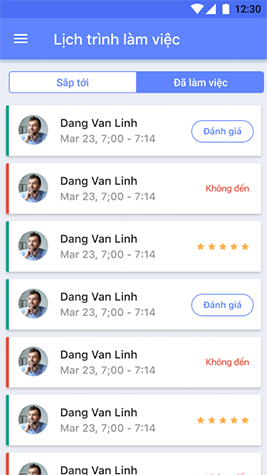 12:30
Lịch trình làm việc
Sắp tới
Đã làm việc
Dang Van Linh
Đánh giá
Mar 23, 7;00 - 7:14
Dang Van Linh
Không đến
Mar 23, 7;00 - 7:14
Dang Van Linh
Mar 23, 7;00 - 7:14
Dang Van Linh
Đánh giá
Mar 23, 7;00 - 7:14
Dang Van Linh
Không đến
Mar 23, 7;00 - 7:14
Dang Van Linh
Mar 23, 7;00 - 7:14
Dang Van Linh